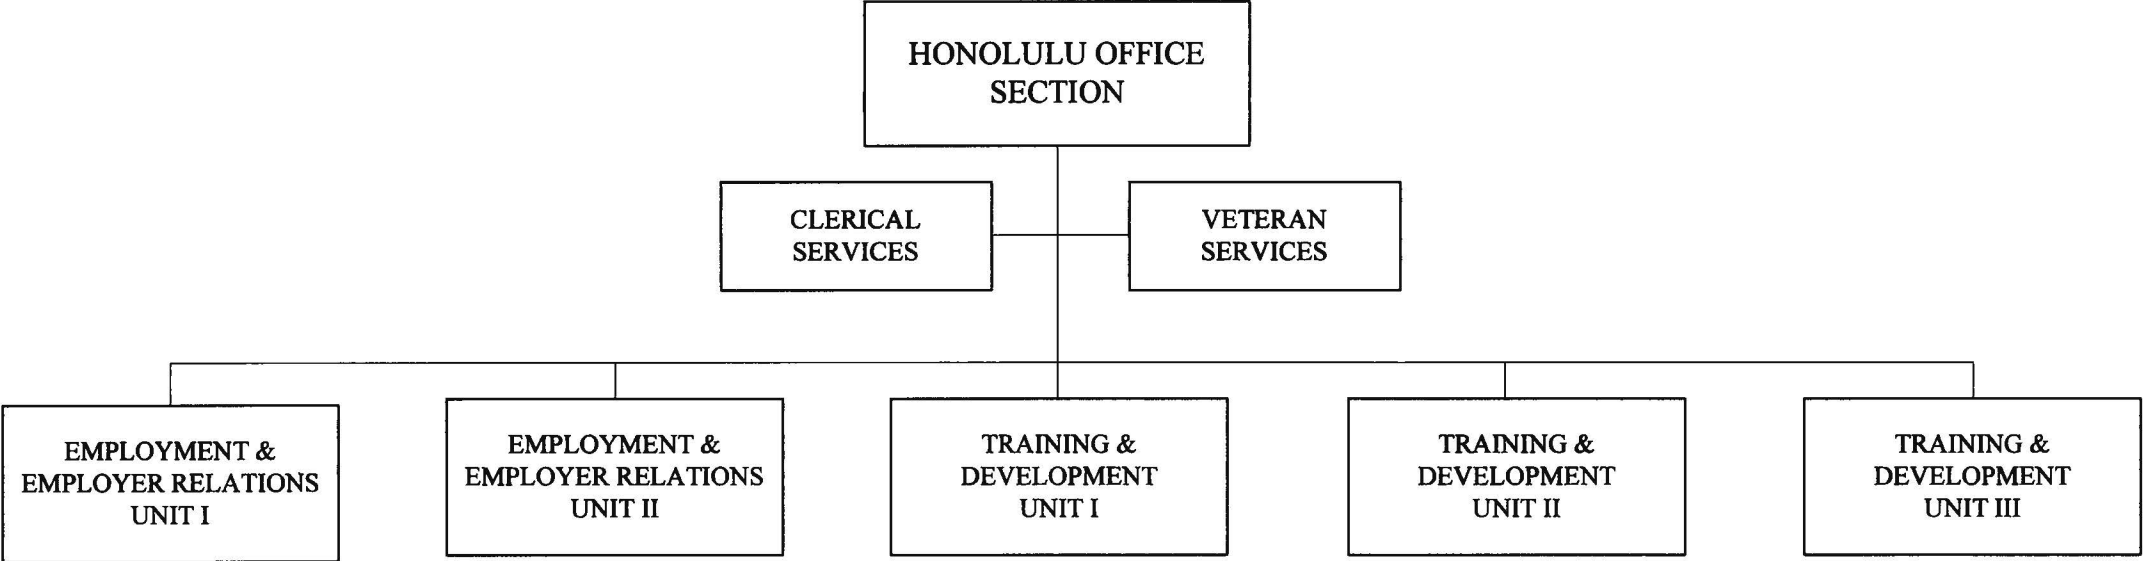 HONOLULU OFFICE
SECTION
CLERICAL
SERVICES
VETERAN
SERVICES
EMPLOYMENT &
EMPLOYER RELATIONS
UNIT I
EMPLOYMENT &
EMPLOYER RELATIONS
UNIT II
TRAINING &
DEVELOPMENT
UNIT I
TRAINING &
DEVELOPMENT
UNIT II
TRAINING &
DEVELOPMENT
UNIT III